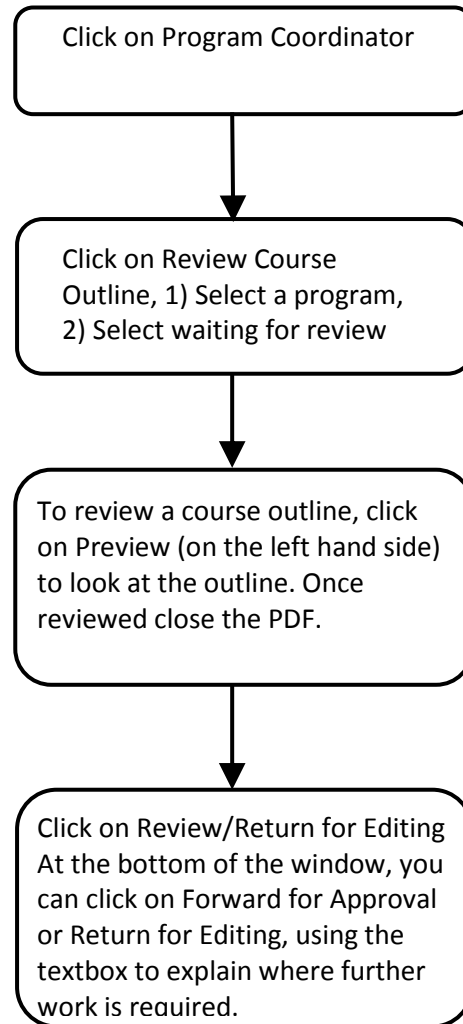 Click on Program Coordinator
Click on Review Course
Outline, 1) Select a program,
2) Select waiting for review
To review a course outline, click
on Preview (on the left hand side)
to look at the outline. Once
reviewed close the PDF.
Click on Review/Return for Editing
At the bottom of the window, you
can click on Forward for Approval
or Return for Editing, using the
textbox to explain where further
work is required.